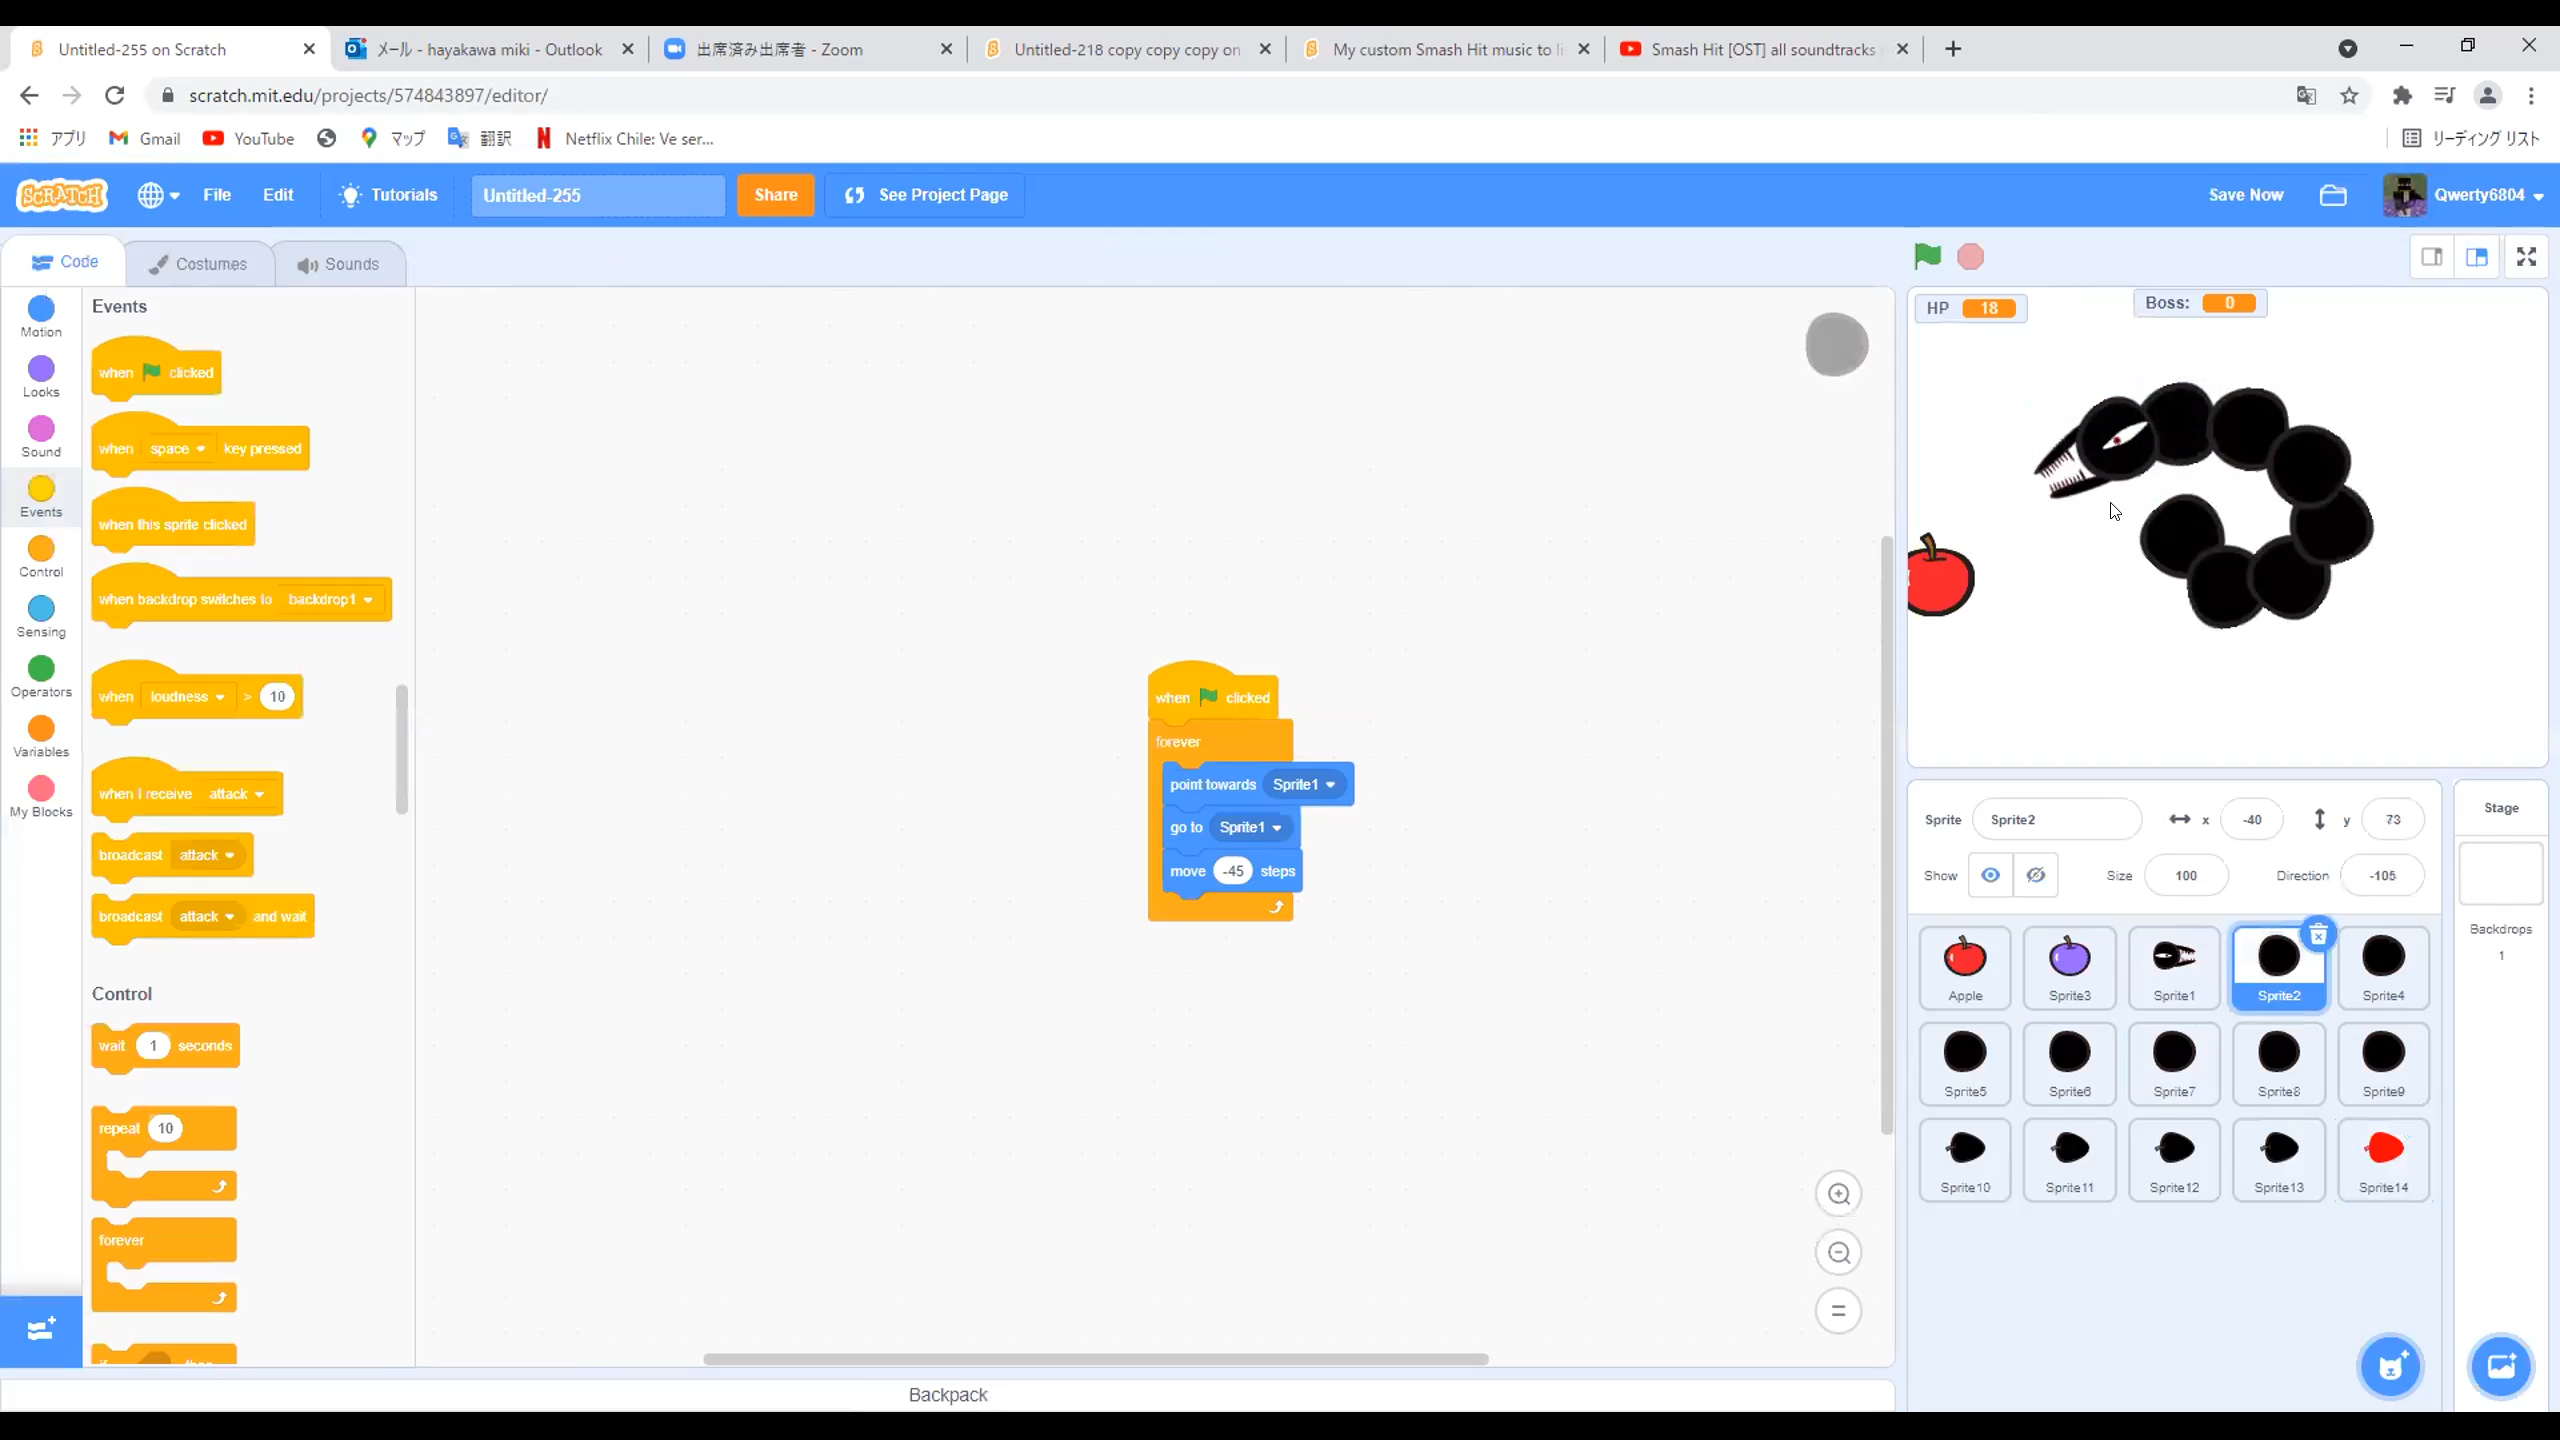 Untitled-255 on Scratch
メール - hayakawa miki - Outlook
出席済み出席者 - Zoom
Untitled-218 copy copy copy on
My custom Smash Hit music to li
Smash Hit [OST] all soundtracks
scratch.mit.edu/projects/574843897/editor/
アプリ
Gmail
YouTube
マップ
翻訳
Netflix Chile: Ve ser...
リーディング リスト
SCRATCH
File
Edit
Tutorials
Untitled-255
Share
See Project Page
Save Now
Qwerty6804
Code
Costumes
Sounds
Motion
Looks
Sound
Events
Control
Sensing
Operators
Variables
My Blocks
Events
when clicked
when space key pressed
when this sprite clicked
when backdrop switches to backdrop1
when loudness > 10
when I receive attack
broadcast attack
broadcast attack and wait
Control
wait 1 seconds
repeat 10
forever
when clicked
forever
point towards Sprite1
go to Sprite1
move -45 steps
Backpack
HP 18
Boss: 0
Sprite Sprite2 x -40 y 73
Show Size 100 Direction -105
Apple
Sprite3
Sprite1
Sprite2
Sprite4
Sprite5
Sprite6
Sprite7
Sprite8
Sprite9
Sprite10
Sprite11
Sprite12
Sprite13
Sprite14
Stage
Backdrops
1